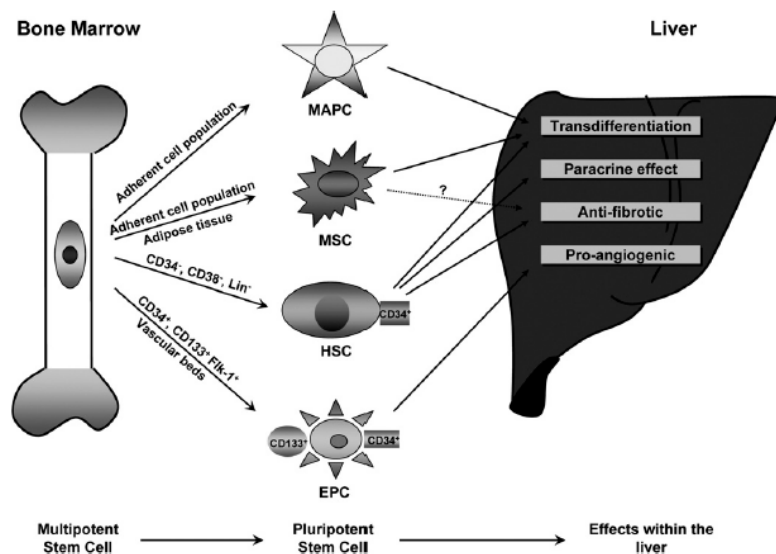 Bone Marrow
Liver
MAPC
Adherent cell population
Adherent cell population
Adipose tissue
MSC
?
CD34-, CD38-, Lin-
CD34+
HSC
CD34+, CD133+ Flk-1+
Vascular beds
CD133+
CD34+
EPC
Transdifferentiation
Paracrine effect
Anti-fibrotic
Pro-angiogenic
Multipotent
Stem Cell
Pluripotent
Stem Cell
Effects within the
liver